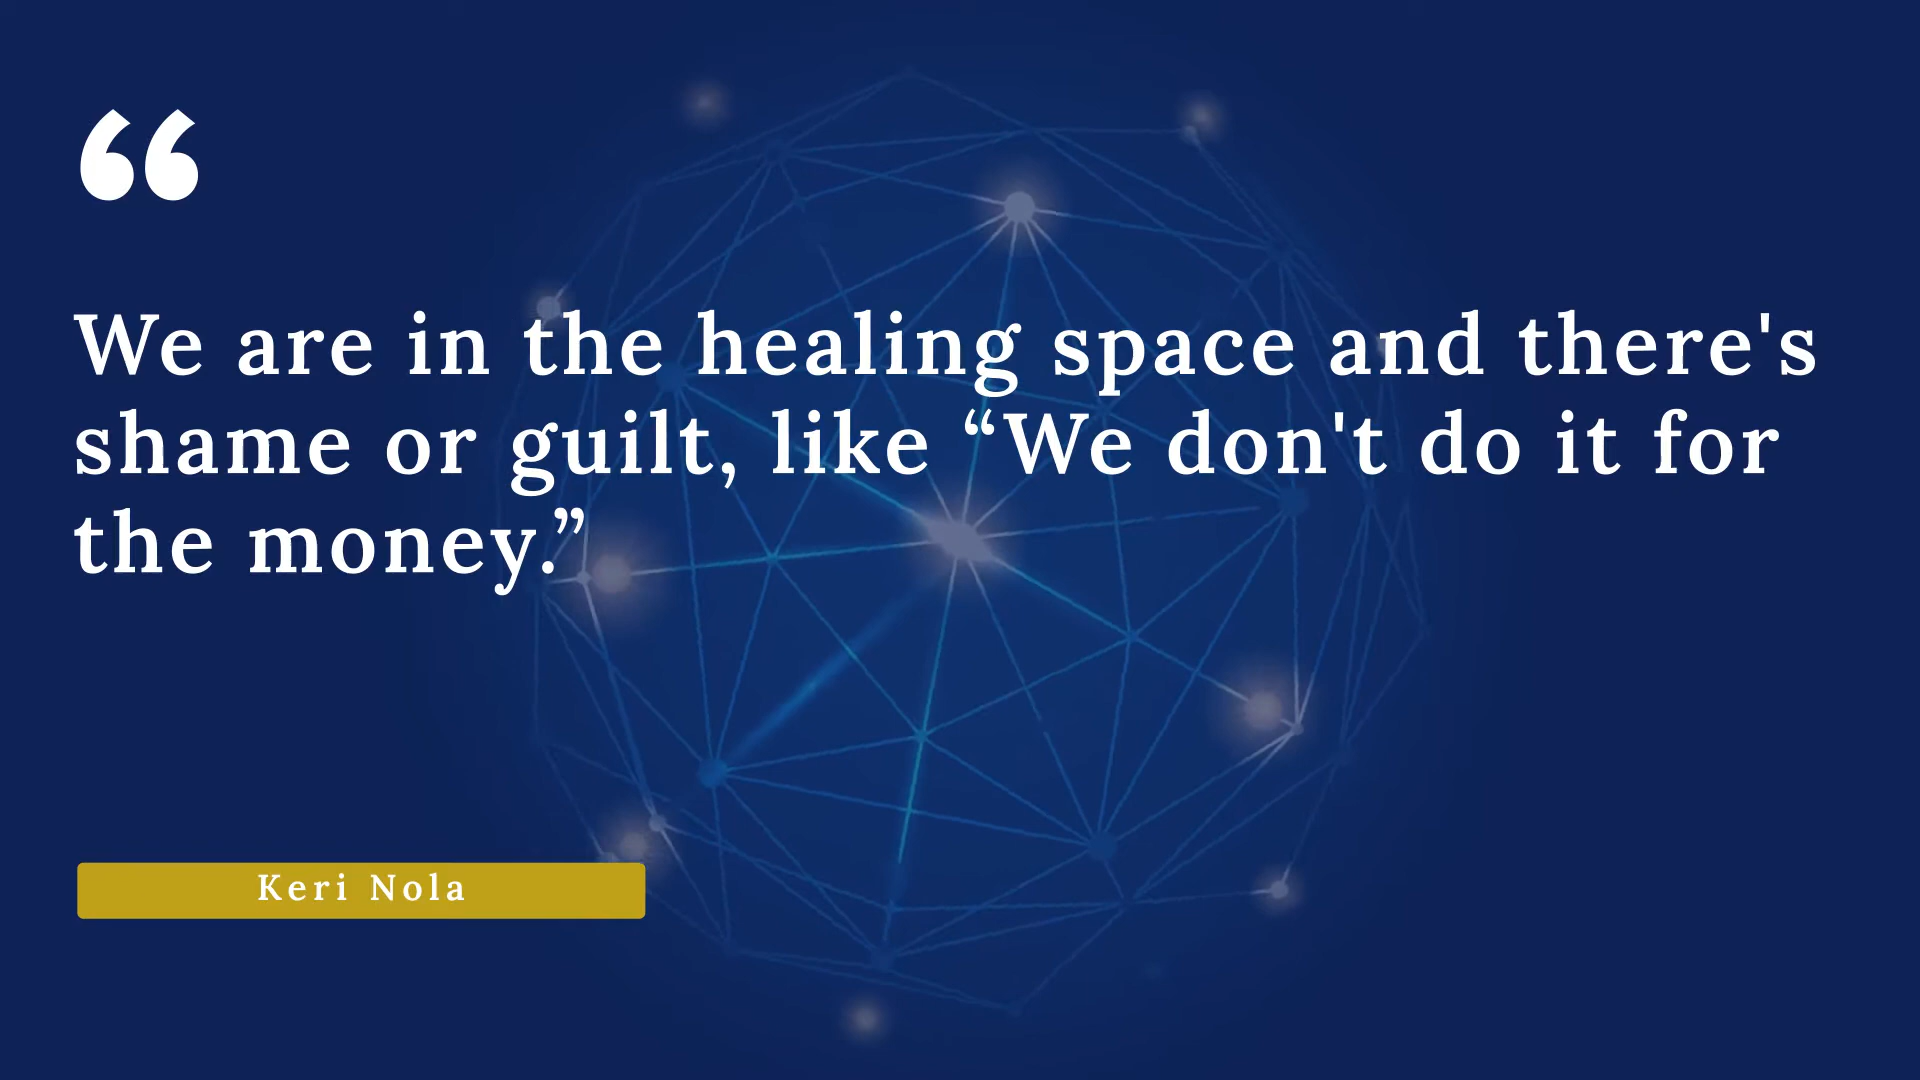 “
We are in the healing space and there's
shame or guilt, like “We don't do it for
the money.”
Keri Nola